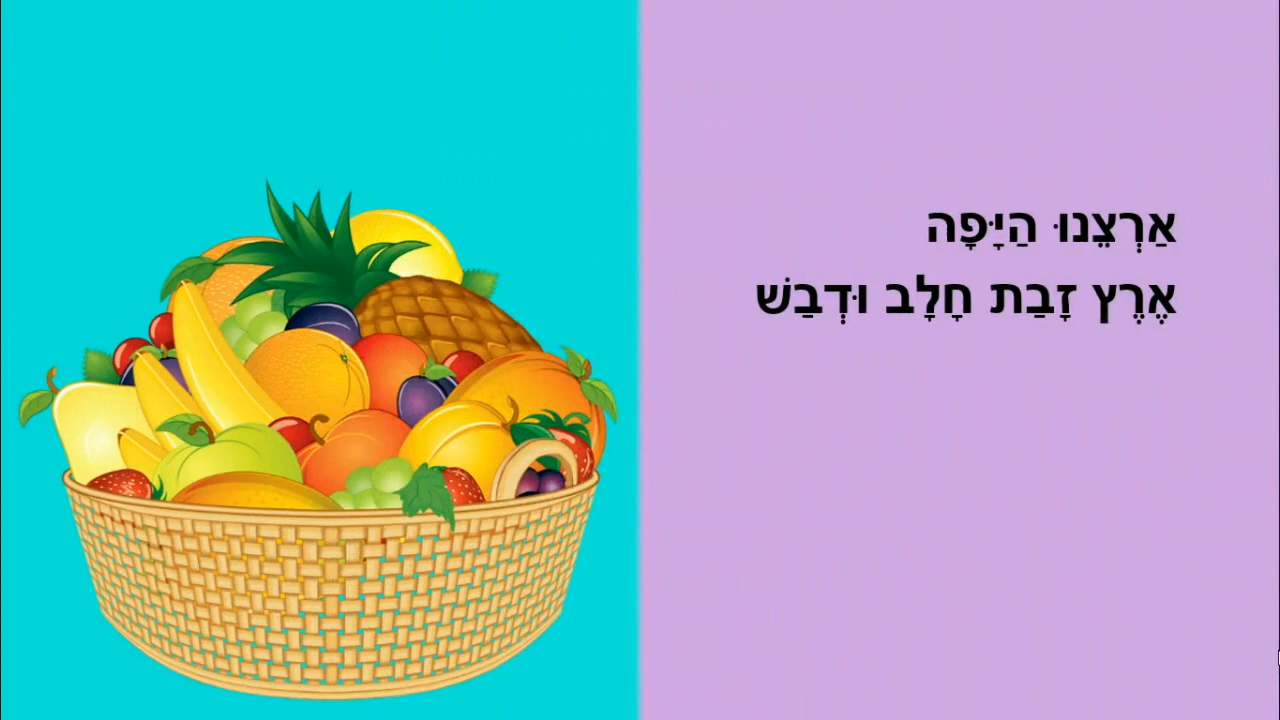 אַרְצֵנוּ הַיָּפָה
אֶרֶץ זָבַת חָלָב וּדְבַשׁ